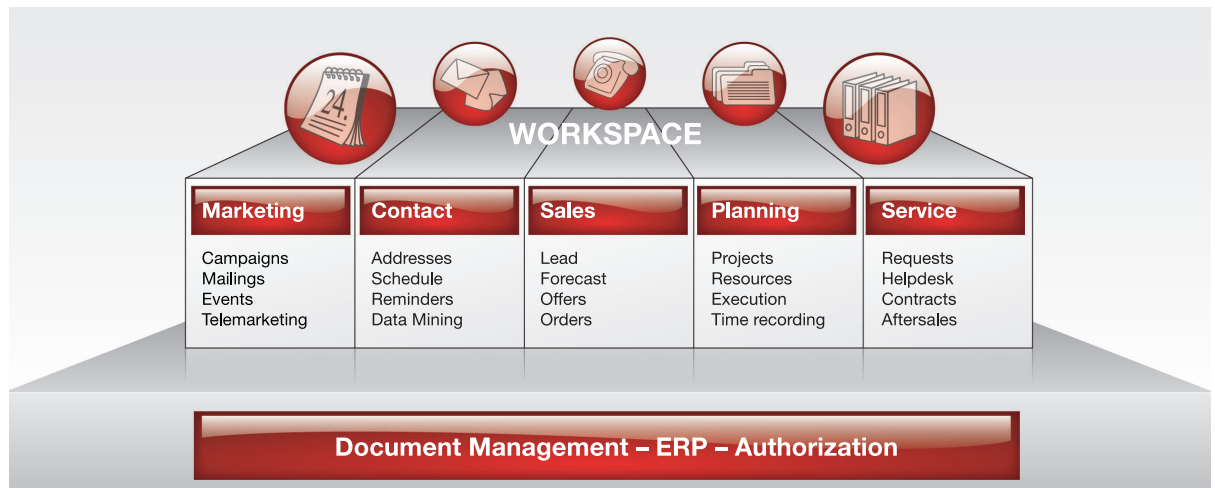 24.
WORKSPACE
Marketing
Campaigns
Mailings
Events
Telemarketing
Contact
Addresses
Schedule
Reminders
Data Mining
Sales
Lead
Forecast
Offers
Orders
Planning
Projects
Resources
Execution
Time recording
Service
Requests
Helpdesk
Contracts
Aftersales
Document Management – ERP – Authorization